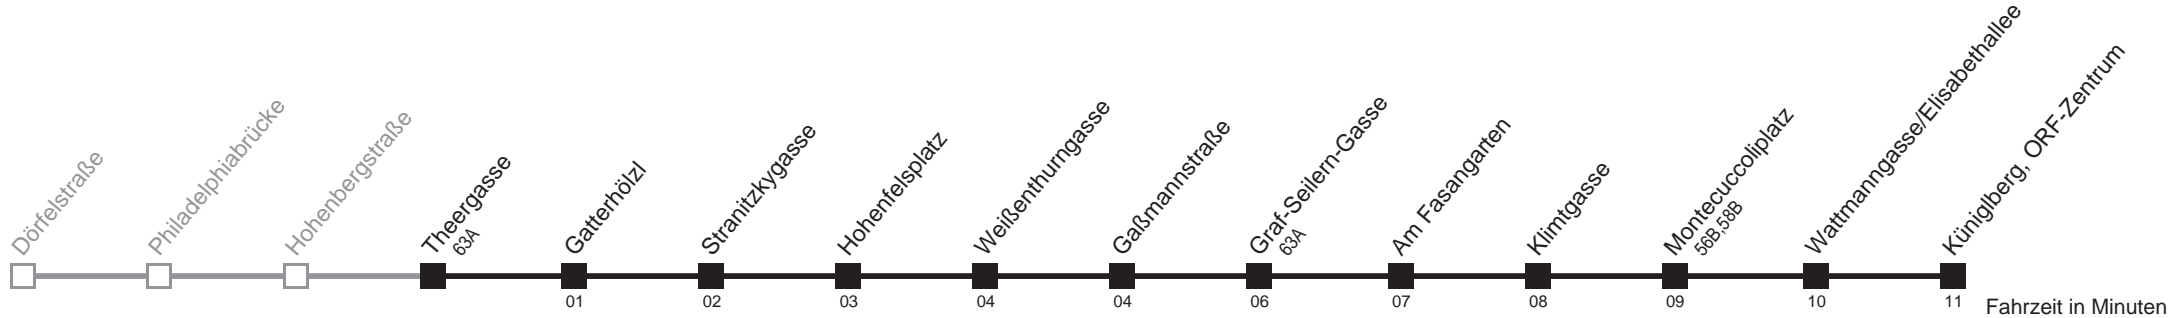 Dörfelstraße
Philadelphiabrücke
Hohenbergstraße
Theergasse
63A
Gatterhölzl
Stranitzkygasse
Hohenfelsplatz
Weißenthurngasse
Gaßmannstraße
Graf-Seilern-Gasse
63A
Am Fasangarten
Klimtgasse
Montecuccoliplatz
56B,58B
Wattmanngasse/Elisabethallee
Küniglberg, ORF-Zentrum
01
02
03
04
04
06
07
08
09
10
11
Fahrzeit in Minuten